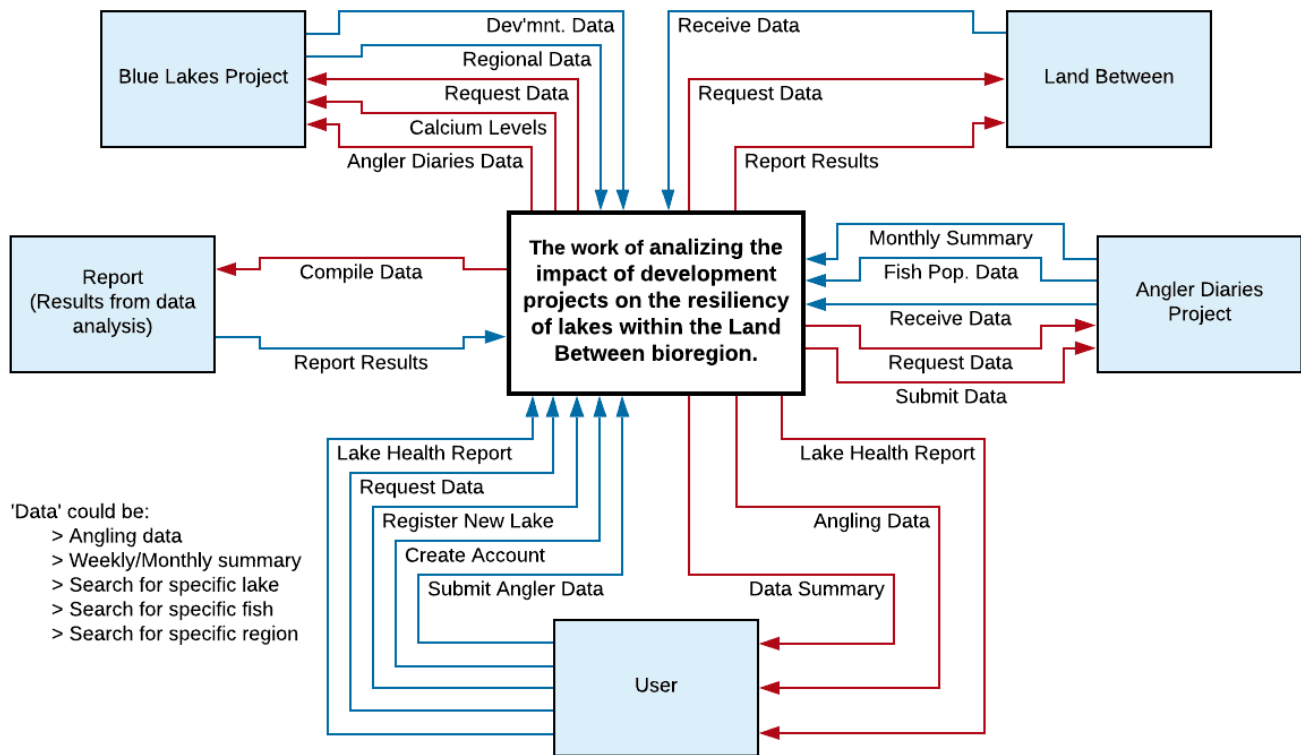 Dev'mnt. Data
Regional Data
Request Data
Calcium Levels
Angler Diaries Data
Blue Lakes Project
Receive Data
Request Data
Report Results
Land Between
Report
(Results from data
analysis)
Compile Data
Report Results
The work of analizing the
impact of development
projects on the resiliency
of lakes within the Land
Between bioregion.
Monthly Summary
Fish Pop. Data
Receive Data
Request Data
Submit Data
Angler Diaries
Project
Lake Health Report
Request Data
Register New Lake
Create Account
Submit Angler Data
Lake Health Report
Angling Data
Data Summary
'Data' could be:
> Angling data
> Weekly/Monthly summary
> Search for specific lake
> Search for specific fish
> Search for specific region
User